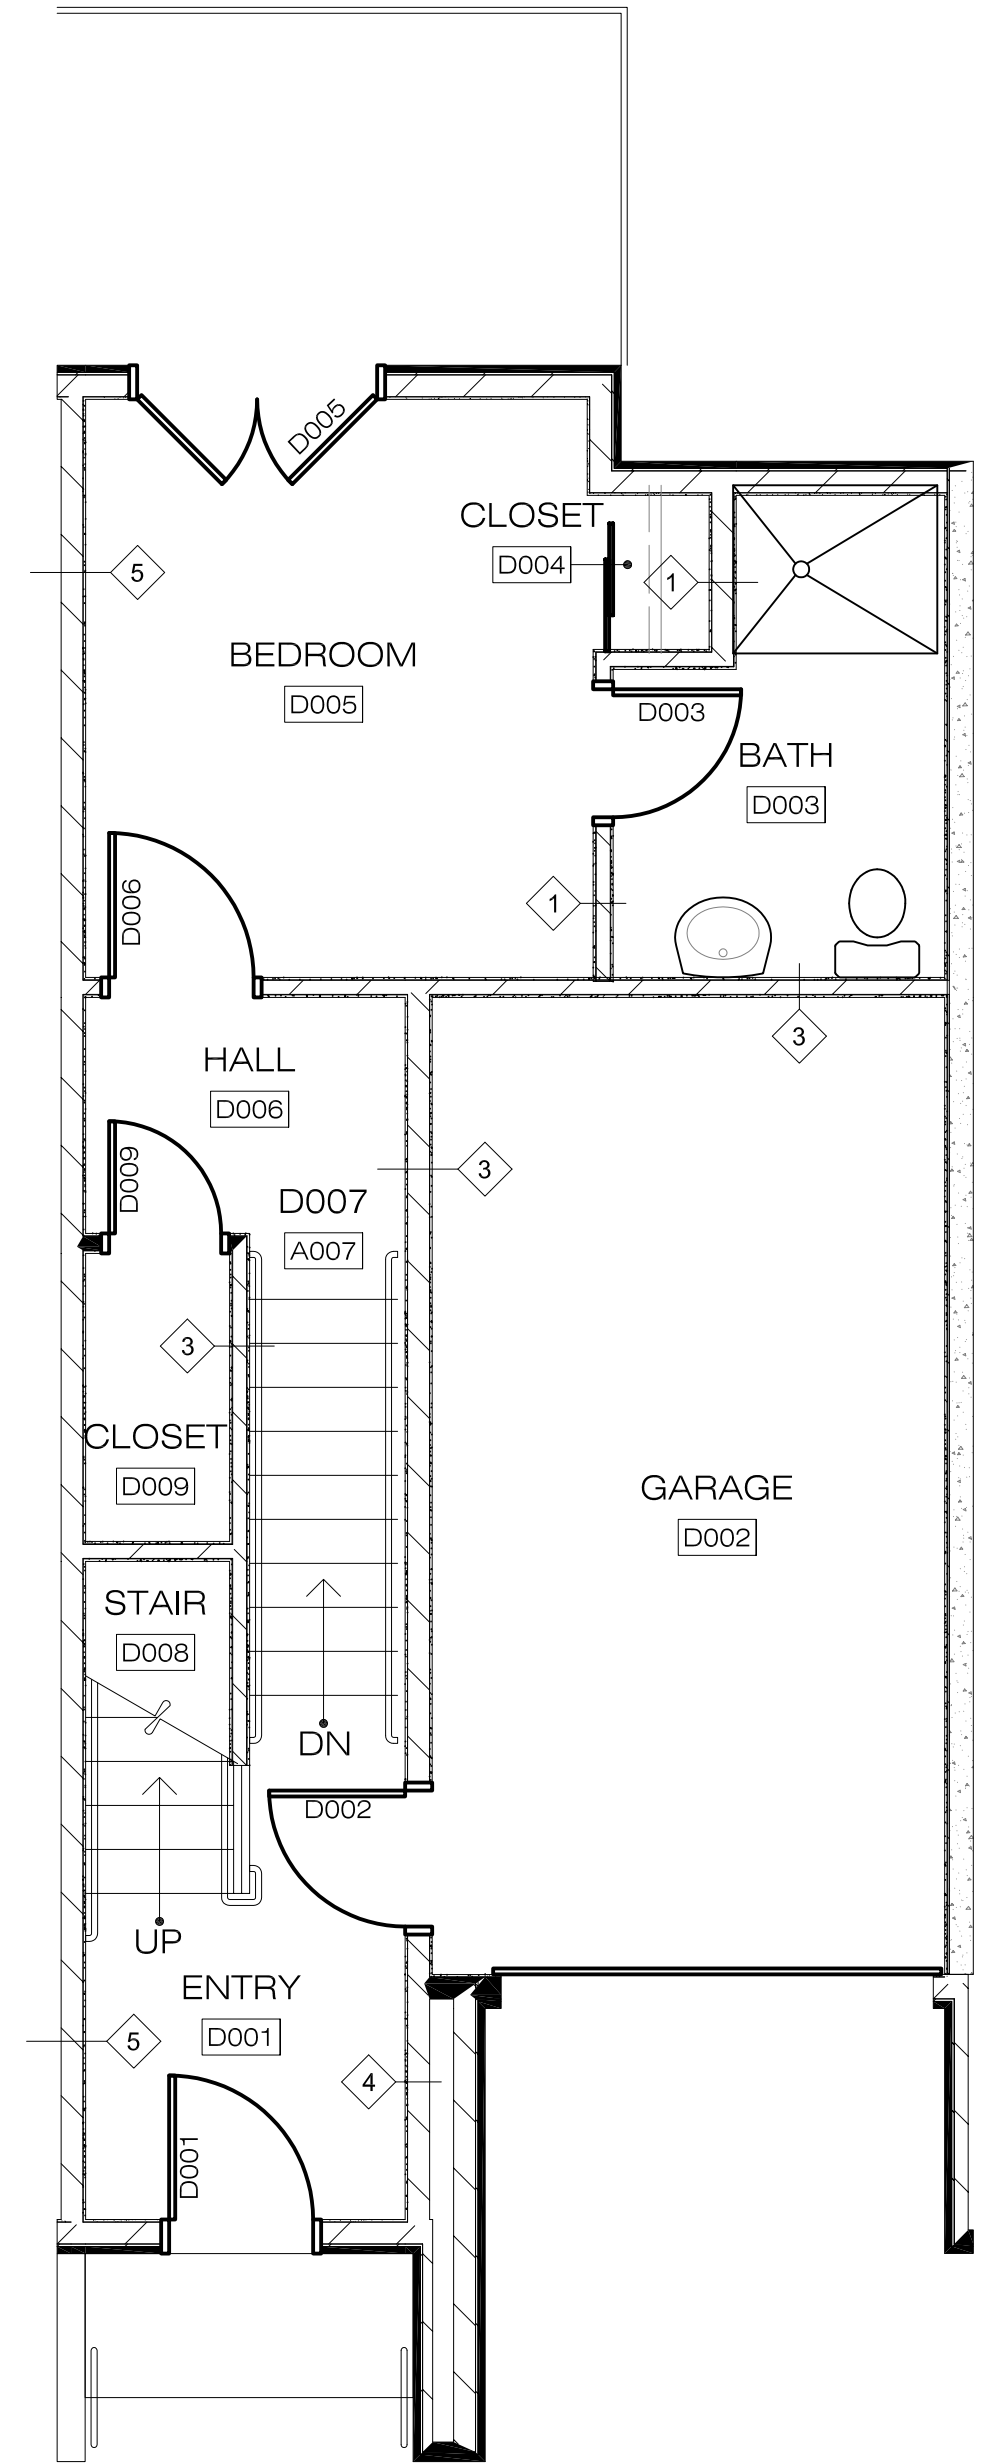 D005
CLOSET
D004
5
1
BEDROOM
D005
D003
BATH
D003
D006
1
3
HALL
D006
D009
3
D007
A007
3
CLOSET
D009
GARAGE
D002
STAIR
D008
DN
D002
UP
ENTRY
D001
5
4
D001